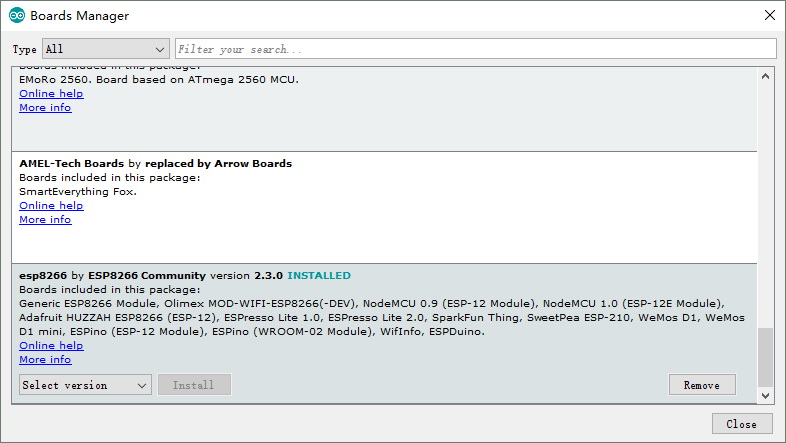 Boards Manager
Type All Filter your search...
Boards included in this package:
EMoRo 2560. Board based on ATmega 2560 MCU.
Online help
More info
AMEL-Tech Boards by replaced by Arrow Boards
Boards included in this package:
SmartEverything Fox.
Online help
More info
esp8266 by ESP8266 Community version 2.3.0 INSTALLED
Boards included in this package:
Generic ESP8266 Module, Olimex MOD-WIFI-ESP8266(-DEV), NodeMCU 0.9 (ESP-12 Module), NodeMCU 1.0 (ESP-12E Module),
Adafruit HUZZAH ESP8266 (ESP-12), ESPresso Lite 1.0, ESPresso Lite 2.0, SparkFun Thing, SweetPea ESP-210, WeMos D1, WeMos
D1 mini, ESPino (ESP-12 Module), ESPino (WROOM-02 Module), WifInfo, ESPDuino.
Online help
More info
Select version Install Remove
Close